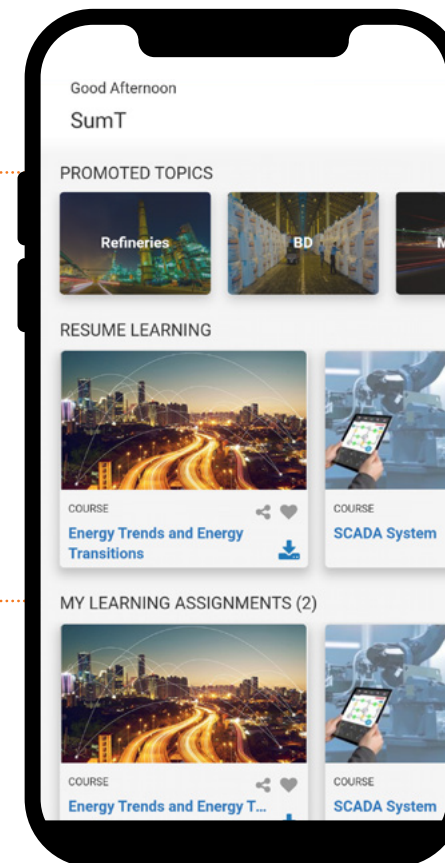 Good Afternoon
SumT
PROMOTED TOPICS
Refineries
BD
M
RESUME LEARNING
COURSE
Energy Trends and Energy
Transitions
COURSE
SCADA System
MY LEARNING ASSIGNMENTS (2)
COURSE
Energy Trends and Energy T...
COURSE
SCADA System